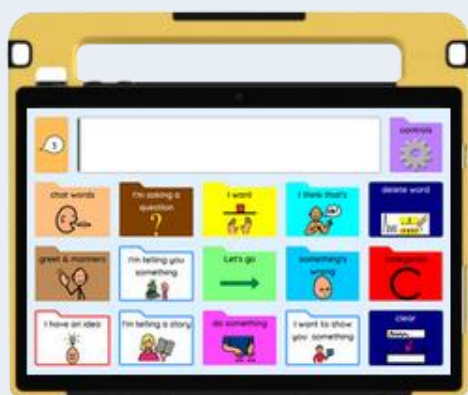 controls
chat words
I'm asking a
question
?
I want
I think that's
delete word
greet & manners
I'm telling you
something
Let's go
something's
wrong
categories
C
I have an idea
I'm telling a story
do something
I want to show
you something
clear